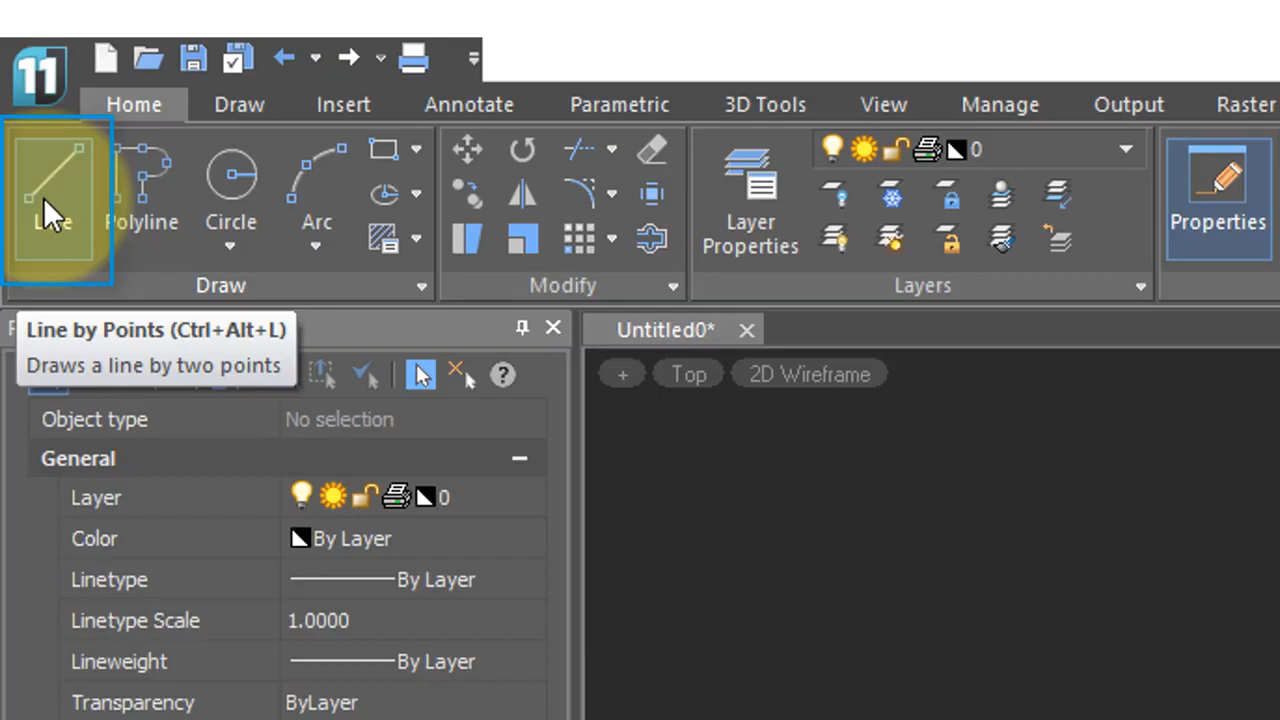 11
Home Draw Insert Annotate Parametric 3D Tools View Manage Output Raster
0
Line Polyline Circle Arc
Layer Properties
Properties
Draw Modify Layers
Line by Points (Ctrl+Alt+L)
Draws a line by two points
Untitled0*
+ Top 2D Wireframe
Object type No selection
General
Layer 0
Color By Layer
Linetype By Layer
Linetype Scale 1.0000
Lineweight By Layer
Transparency ByLayer